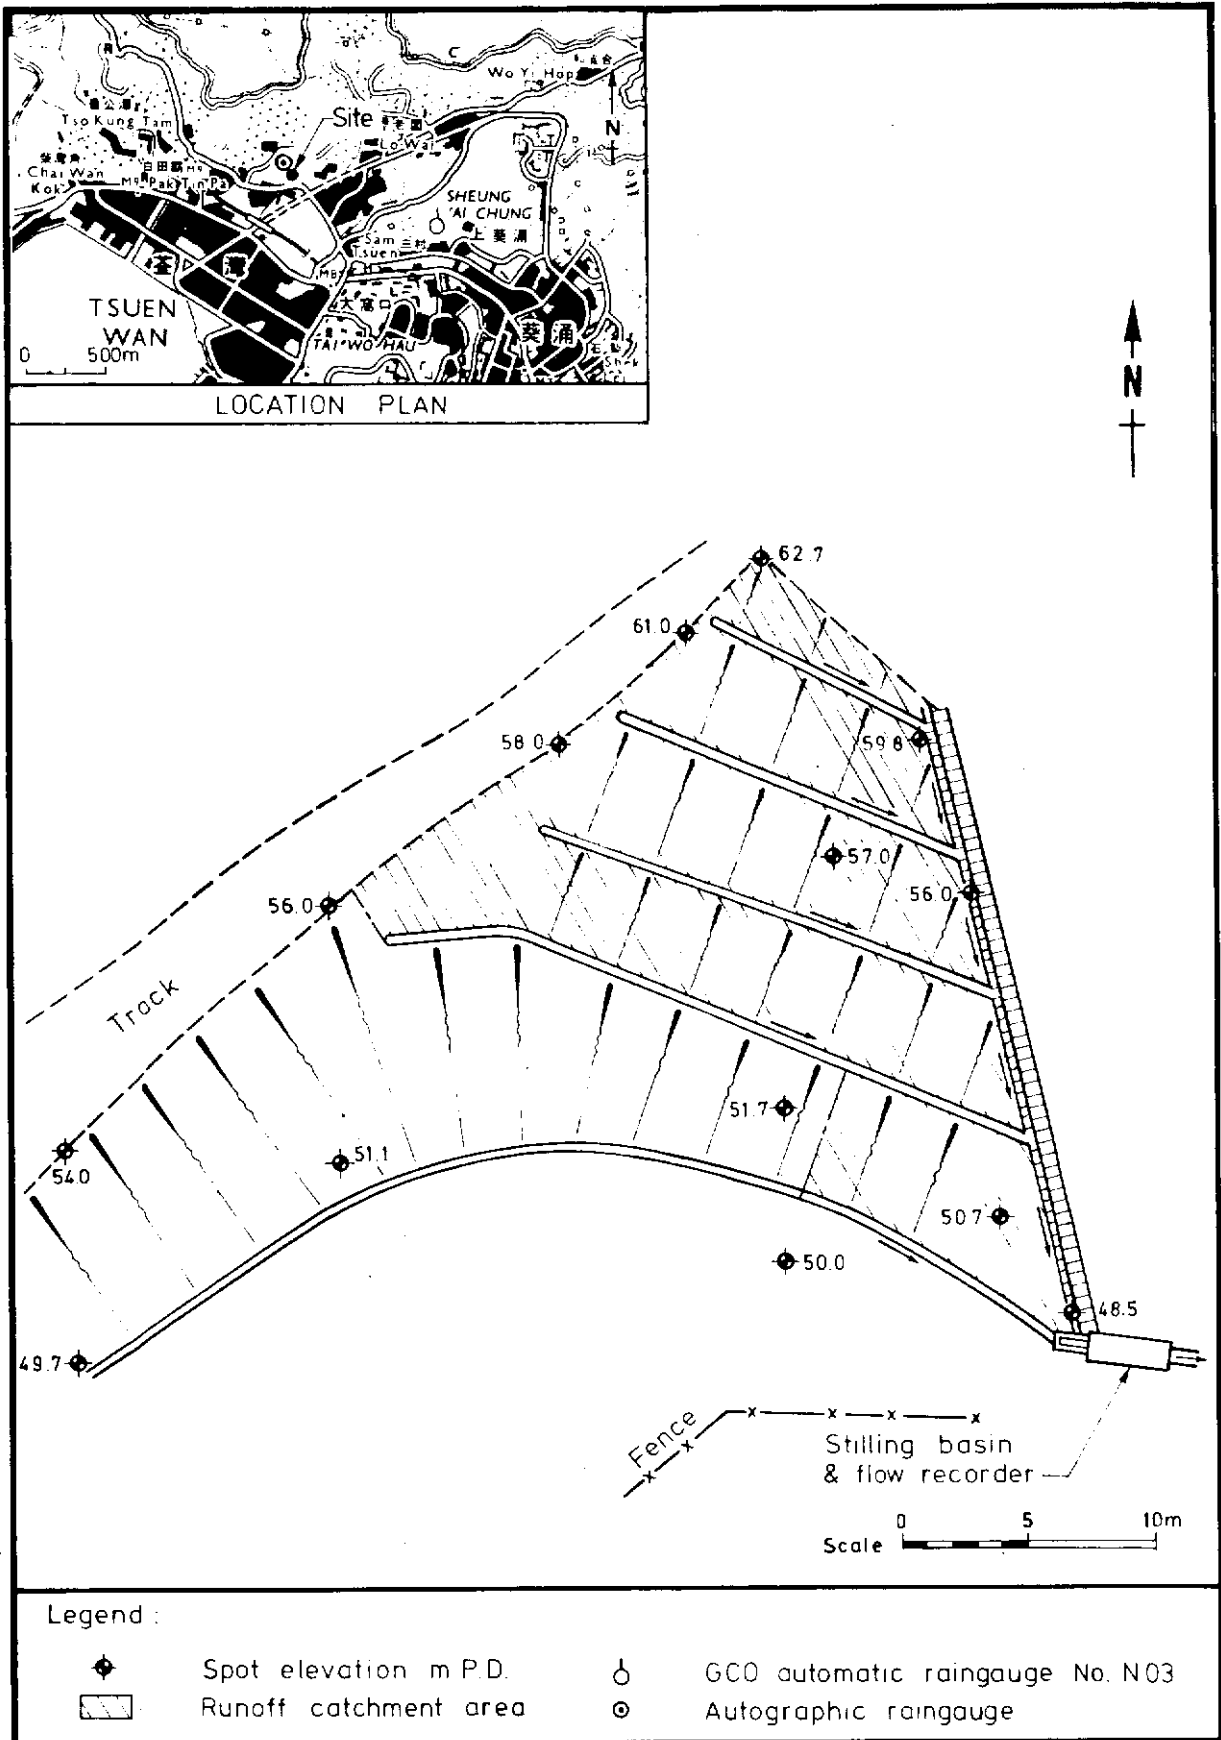 R
C
Wo Yi Hop
N
Tso Kung Tam
Site
老圍
Lo Wai
Chai Wan
Kok
Pak Tin Pa
SHEUNG
上葵涌
Sam 三村
Tsuen
荃灣
TSUEN
WAN
大窩口
TAI WO HAU
葵涌
0 500m
LOCATION PLAN
N
62.7
61.0
58.0
59.8
57.0
56.0
56.0
Track
54.0
51.1
51.7
50.7
50.0
48.5
49.7
Fence
Stilling basin
& flow recorder
0 5 10m
Scale
Legend :
Spot elevation m P.D.
Runoff catchment area
GCO automatic raingauge No. N03
Autographic raingauge